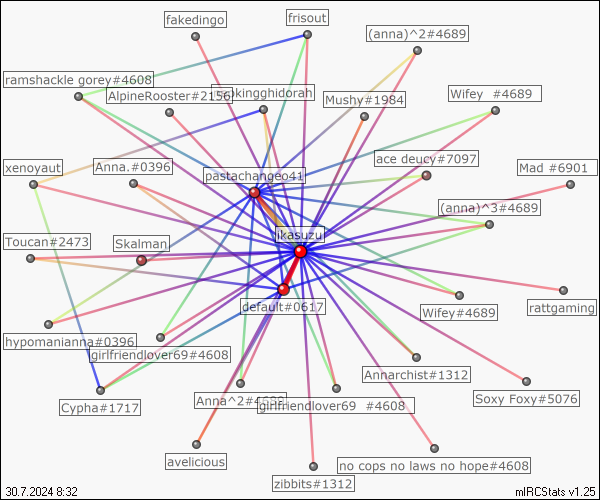 fakedingo
frisout
(anna)^2#4689
ramshackle gorey#4608
AlpineRooster#2156
kingghidorah
Mushy#1984
Wifey #4689
xenoyaut
Anna.#0396
pastachangeo41
ace deucy#7097
Mad #6901
(anna)^3#4689
ikasuzu
Toucan#2473
Skalman
default#0617
Wifey#4689
rattgaming
hypomanianna#0396
girlfriendlover69#4608
Annarchist#1312
Soxy Foxy#5076
Cypha#1717
Anna^2#4689
girlfriendlover69 #4608
avelicious
zibbits#1312
no cops no laws no hope#4608
30.7.2024 8:32
mIRCStats v1.25